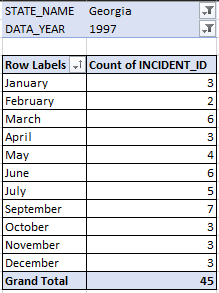 STATE_NAME Georgia
DATA_YEAR 1997
Row Labels Count of INCIDENT_ID
January 3
February 2
March 6
April 3
May 4
June 6
July 5
September 7
October 3
November 3
December 3
Grand Total 45